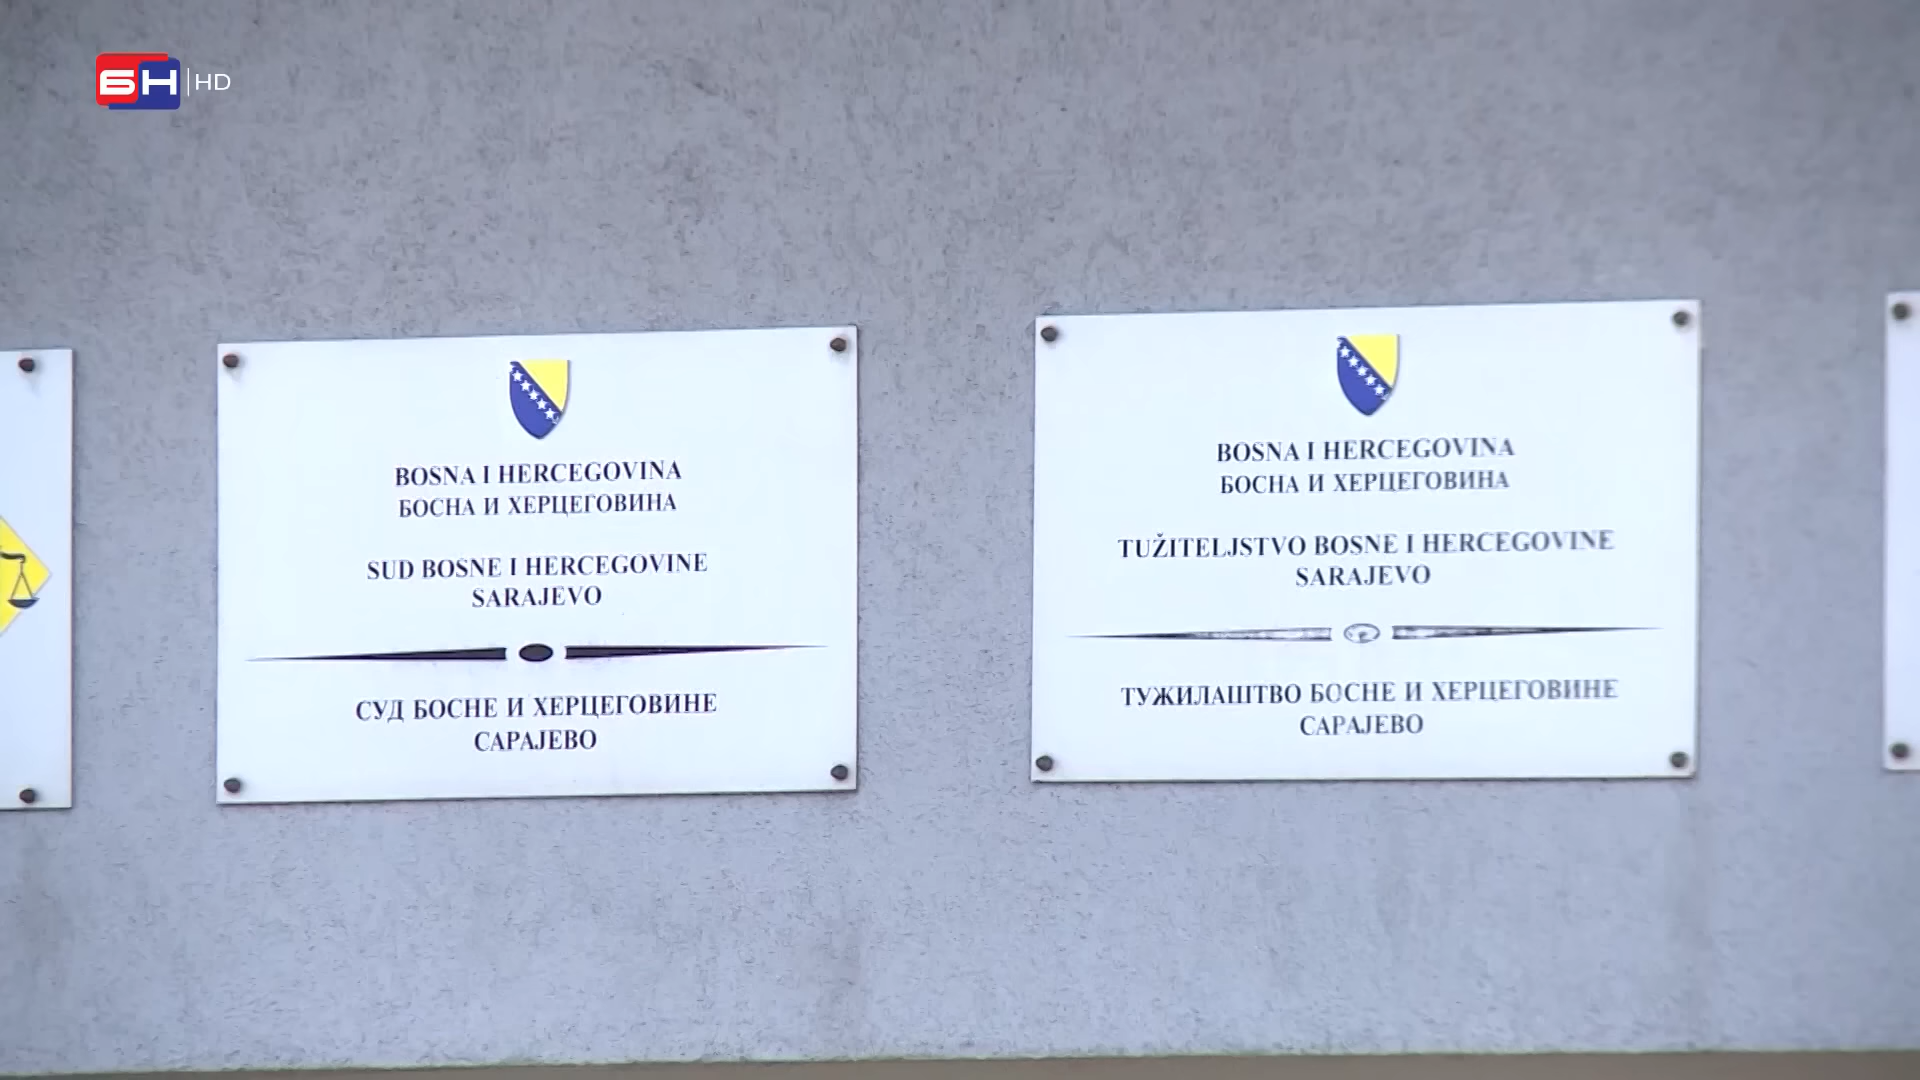 БН HD
BOSNA I HERCEGOVINA
БОСНА И ХЕРЦЕГОВИНА
SUD BOSNE I HERCEGOVINE
SARAJEVO
СУД БОСНЕ И ХЕРЦЕГОВИНЕ
САРАЈЕВО
BOSNA I HERCEGOVINA
БОСНА И ХЕРЦЕГОВИНА
TUŽITELJSTVO BOSNE I HERCEGOVINE
SARAJEVO
ТУЖИЛАШТВО БОСНЕ И ХЕРЦЕГОВИНЕ
САРАЈЕВО